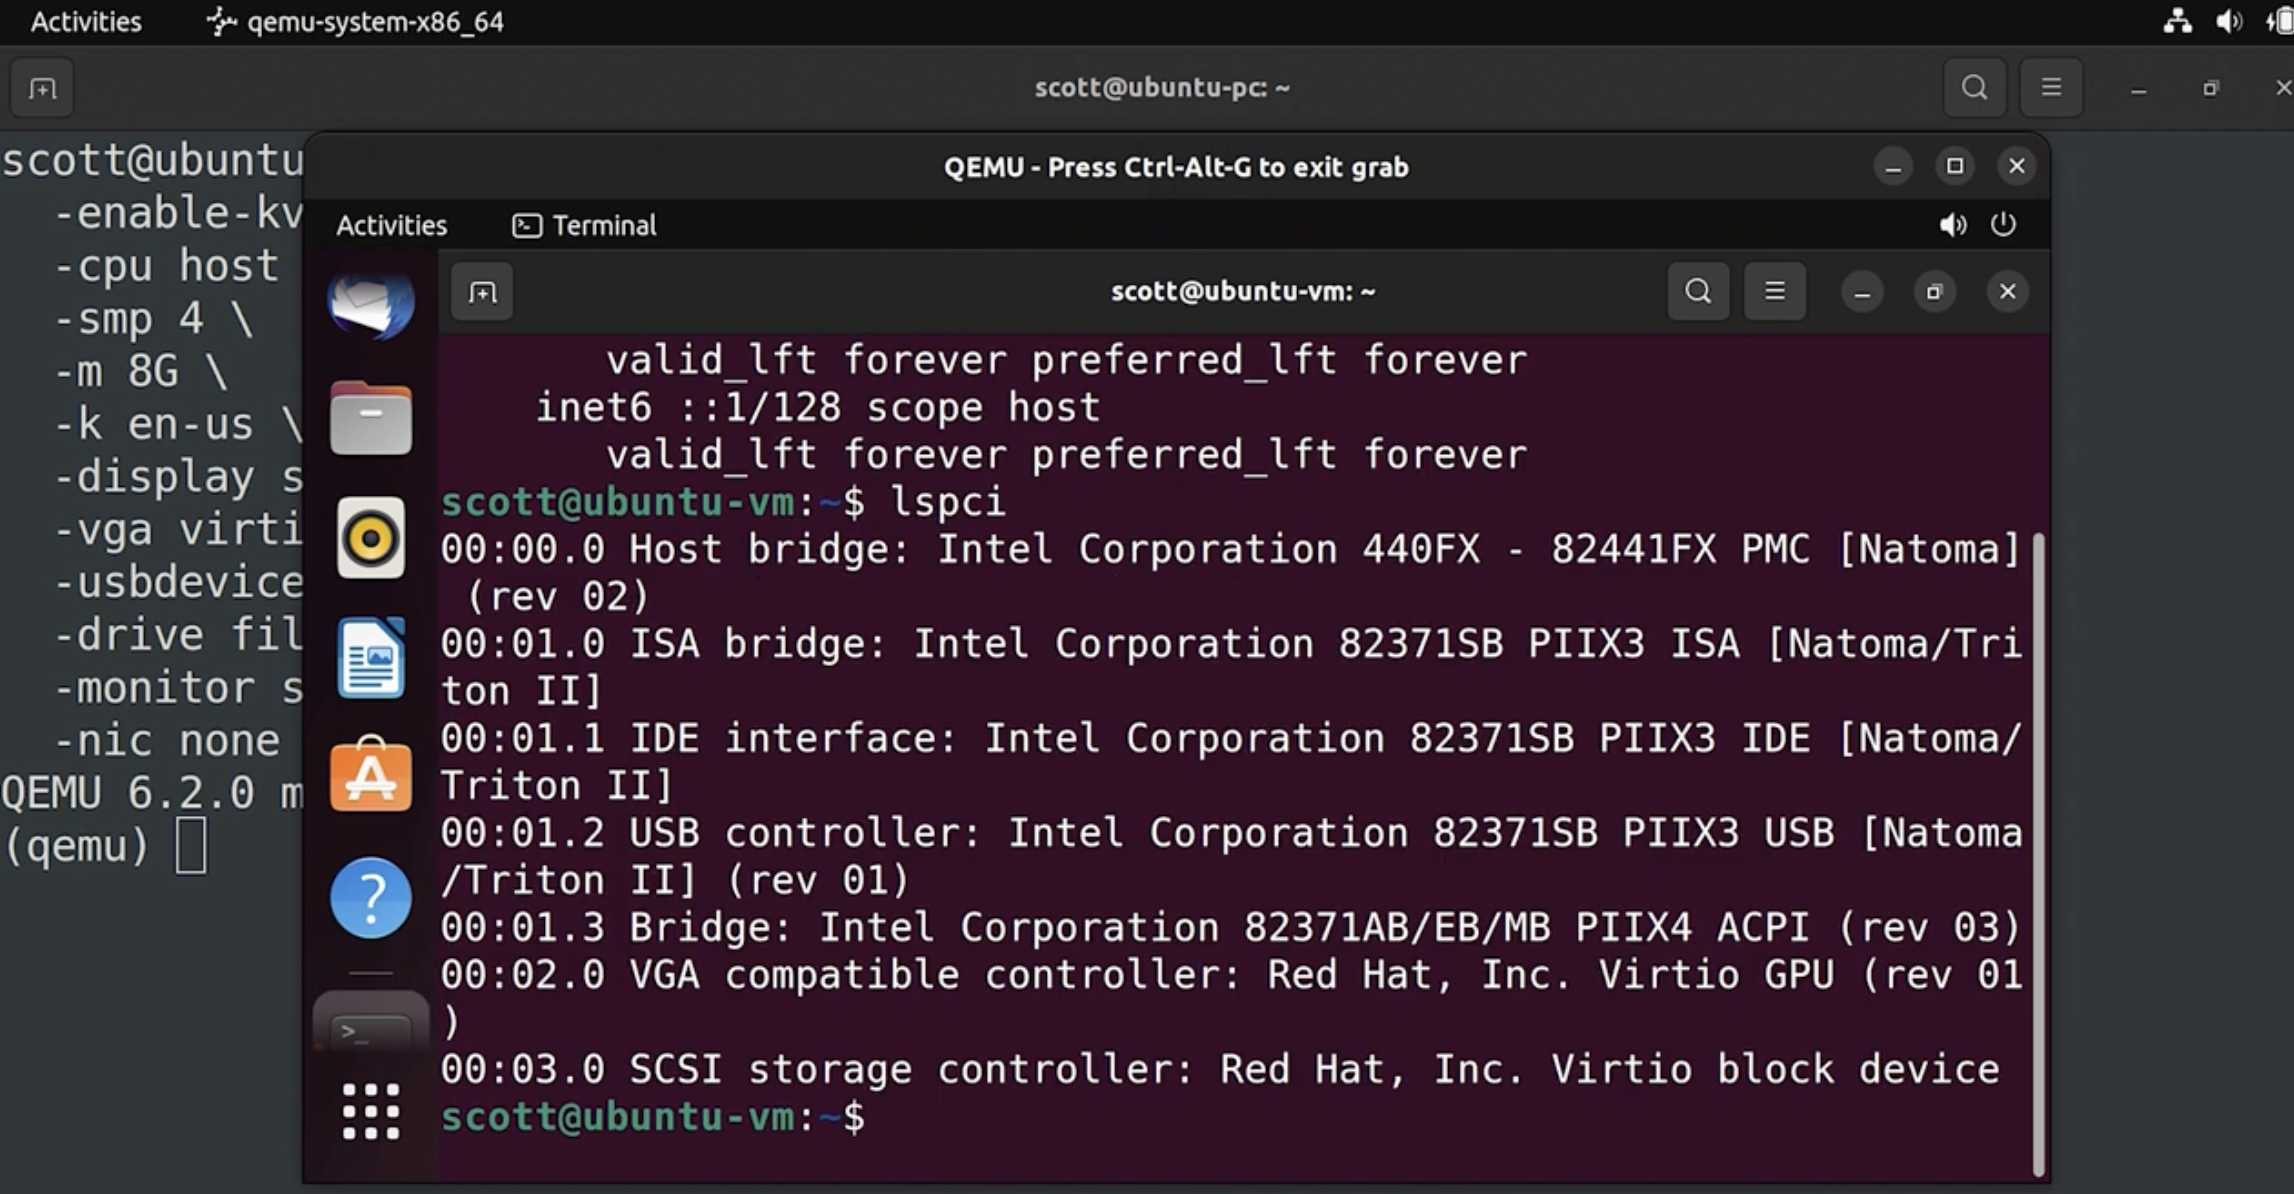 Activities qemu-system-x86_64
scott@ubuntu-pc: ~
scott@ubuntu
-enable-kv
-cpu host
-smp 4 \
-m 8G \
-k en-us \
-display s
-vga virti
-usbdevice
-drive fil
-monitor s
-nic none
QEMU 6.2.0 m
(qemu)
QEMU - Press Ctrl-Alt-G to exit grab
Activities Terminal
scott@ubuntu-vm: ~
valid_lft forever preferred_lft forever
inet6 ::1/128 scope host
valid_lft forever preferred_lft forever
scott@ubuntu-vm:~$ lspci
00:00.0 Host bridge: Intel Corporation 440FX - 82441FX PMC [Natoma]
(rev 02)
00:01.0 ISA bridge: Intel Corporation 82371SB PIIX3 ISA [Natoma/Tri
ton II]
00:01.1 IDE interface: Intel Corporation 82371SB PIIX3 IDE [Natoma/
Triton II]
00:01.2 USB controller: Intel Corporation 82371SB PIIX3 USB [Natoma
/Triton II] (rev 01)
00:01.3 Bridge: Intel Corporation 82371AB/EB/MB PIIX4 ACPI (rev 03)
00:02.0 VGA compatible controller: Red Hat, Inc. Virtio GPU (rev 01
)
00:03.0 SCSI storage controller: Red Hat, Inc. Virtio block device
scott@ubuntu-vm:~$